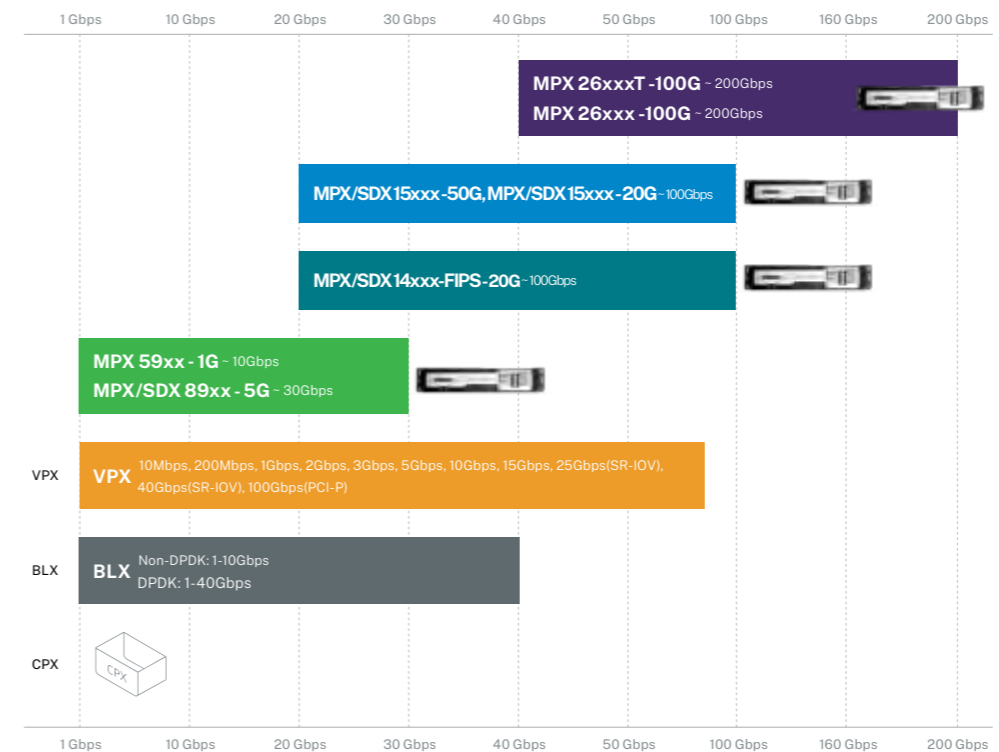 1 Gbps 10 Gbps 20 Gbps 30 Gbps 40 Gbps 50 Gbps 100 Gbps 160 Gbps 200 Gbps
MPX 26xxxT -100G ~ 200Gbps
MPX 26xxx -100G ~ 200Gbps
MPX/SDX 15xxx -50G, MPX/SDX 15xxx -20G ~100Gbps
MPX/SDX 14xxx-FIPS -20G ~100Gbps
MPX 59xx - 1G ~ 10Gbps
MPX/SDX 89xx - 5G ~ 30Gbps
VPX
VPX
10Mbps, 200Mbps, 1Gbps, 2Gbps, 3Gbps, 5Gbps, 10Gbps, 15Gbps, 25Gbps(SR-IOV),
40Gbps(SR-IOV), 100Gbps(PCI-P)
BLX
BLX
Non-DPDK: 1-10Gbps
DPDK: 1-40Gbps
CPX
CPX
1 Gbps 10 Gbps 20 Gbps 30 Gbps 40 Gbps 50 Gbps 100 Gbps 160 Gbps 200 Gbps